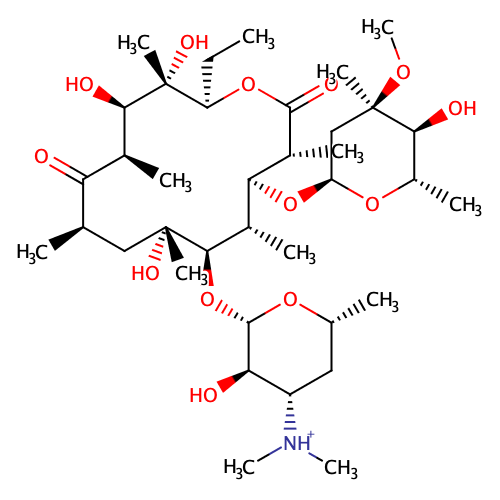 H₃C OH CH₃
HO H₃C O O H₃C O CH₃
OH
O CH₃ CH₃
O O CH₃
H₃C HO CH₃ CH₃
O O CH₃
HO
NH⁺
H₃C CH₃